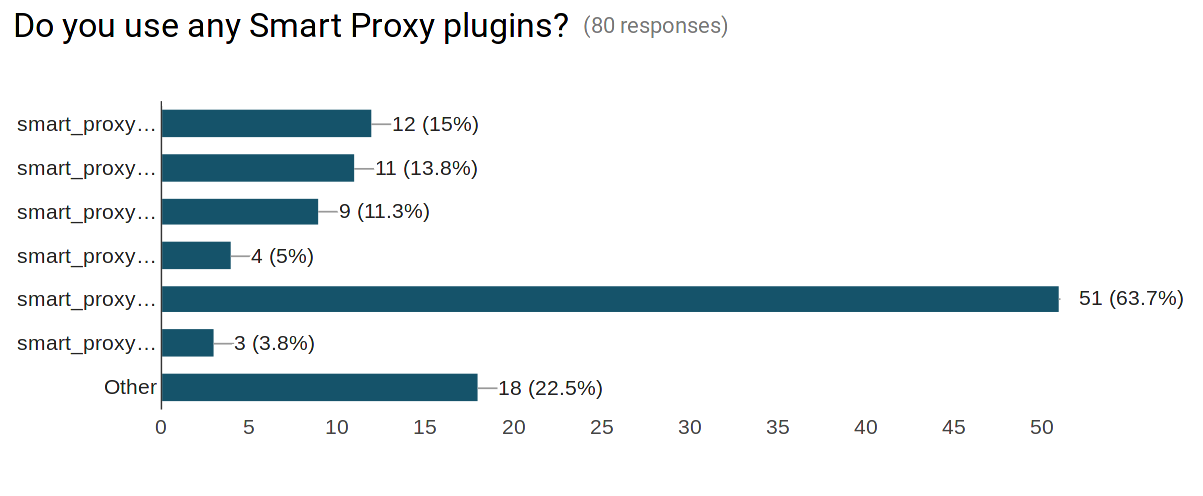 Do you use any Smart Proxy plugins? (80 responses)
smart_proxy… 12 (15%)
smart_proxy… 11 (13.8%)
smart_proxy… 9 (11.3%)
smart_proxy… 4 (5%)
smart_proxy… 51 (63.7%)
smart_proxy… 3 (3.8%)
Other 18 (22.5%)
0 5 10 15 20 25 30 35 40 45 50